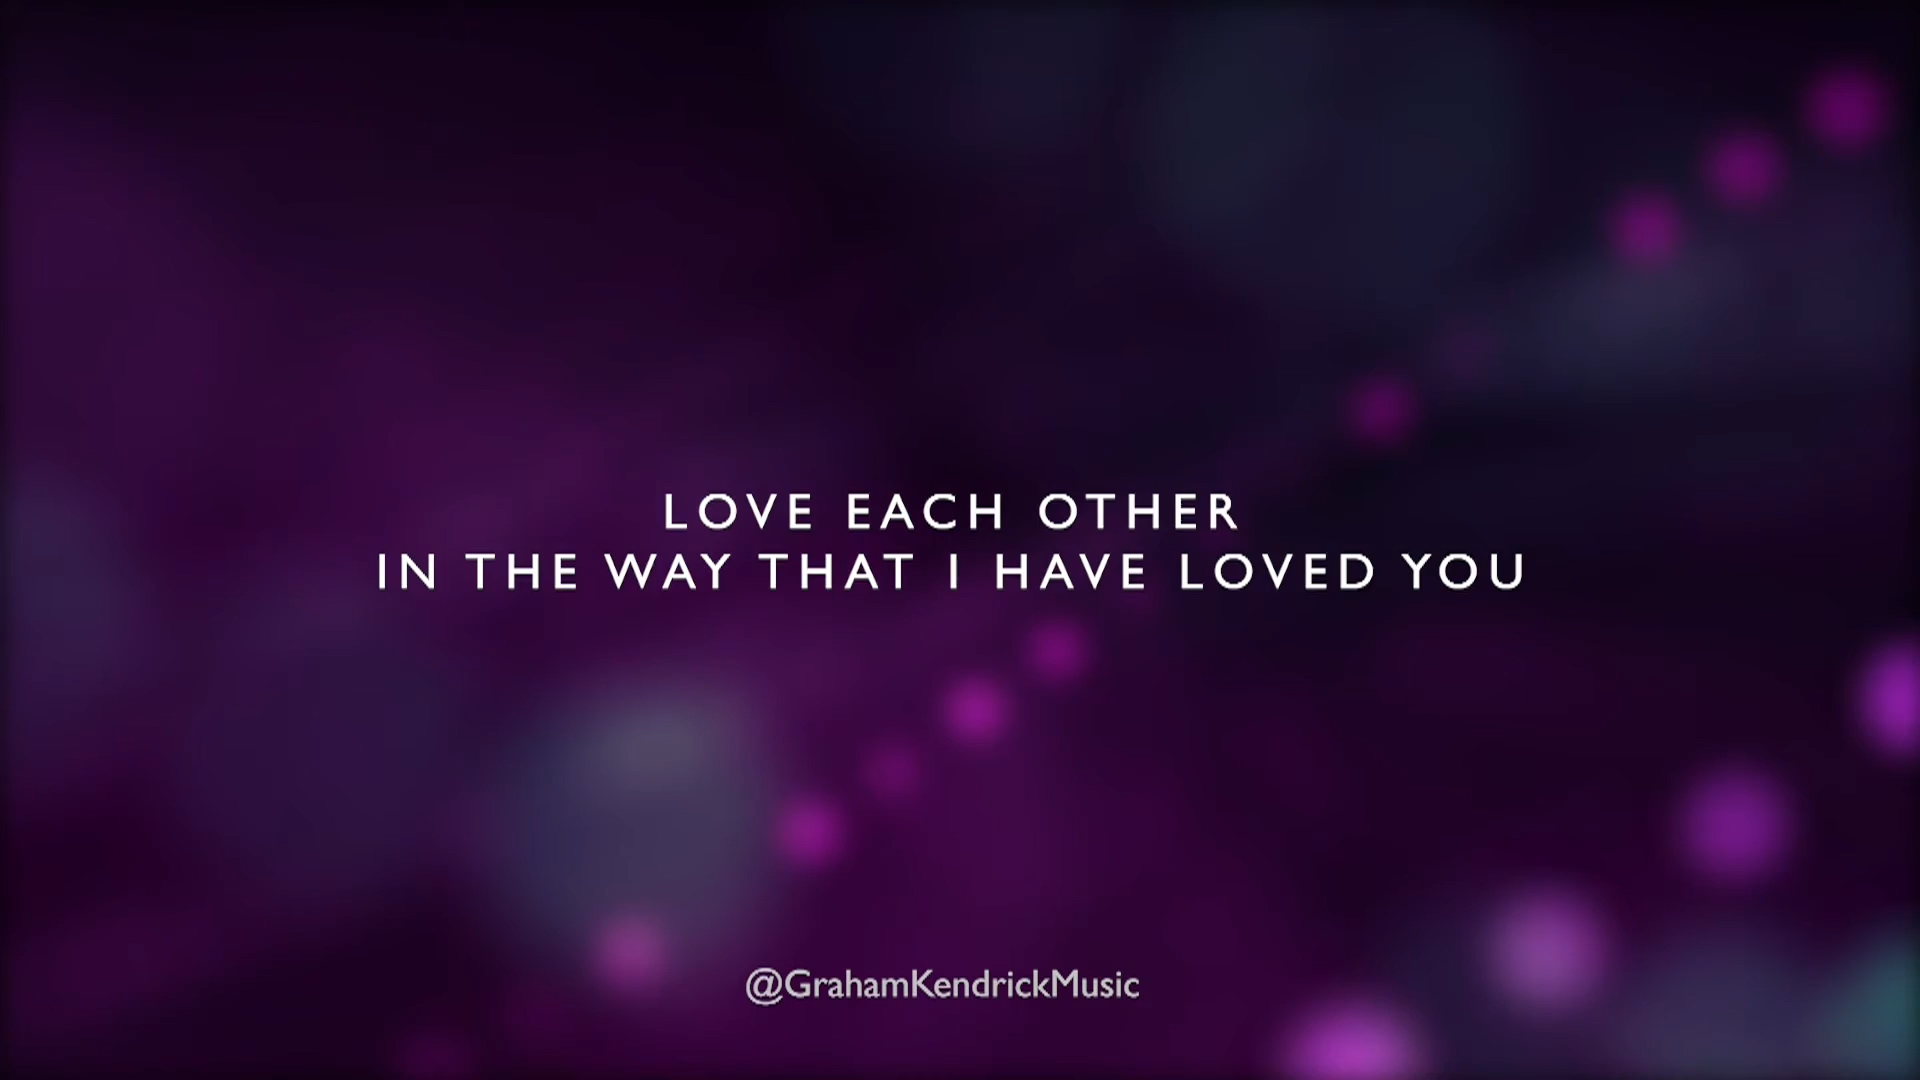 LOVE EACH OTHER
IN THE WAY THAT I HAVE LOVED YOU
@GrahamKendrickMusic